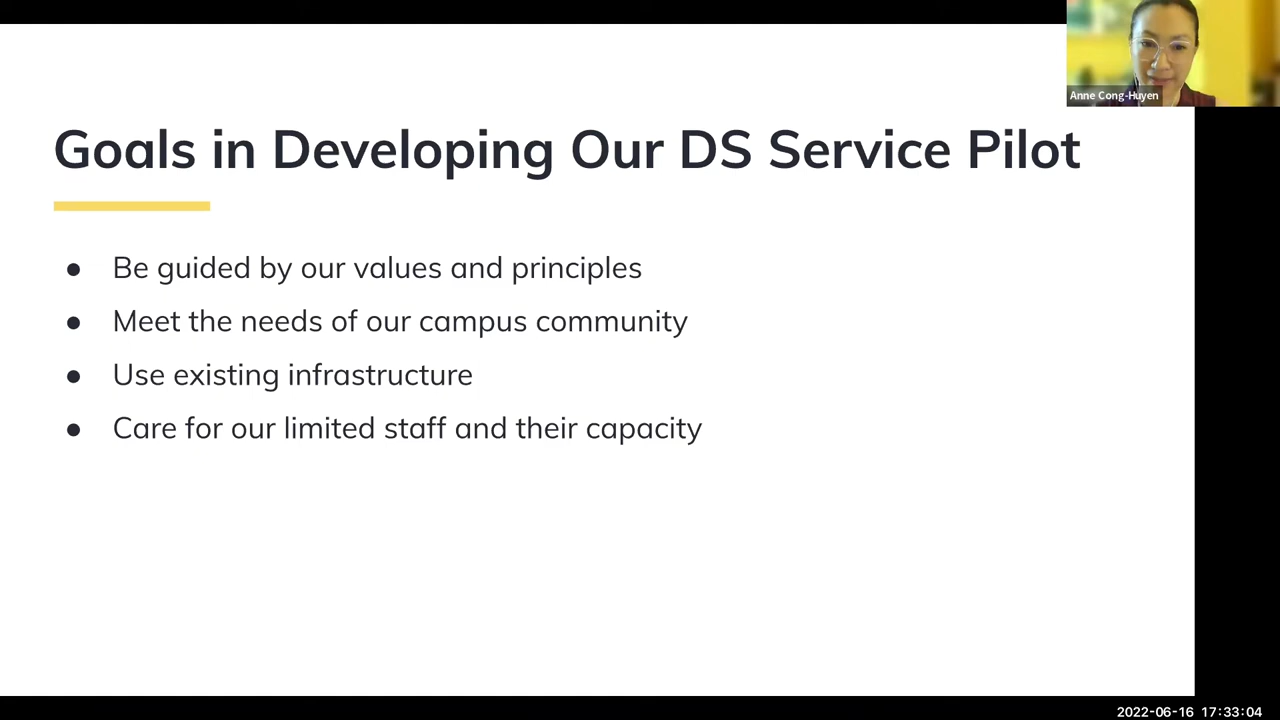 Anne Cong-Huyen
Goals in Developing Our DS Service Pilot
● Be guided by our values and principles
● Meet the needs of our campus community
● Use existing infrastructure
● Care for our limited staff and their capacity
2022-06-16 17:33:04